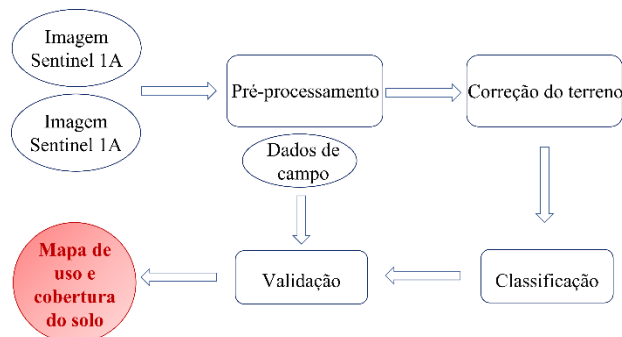 Imagem
Sentinel 1A
Imagem
Sentinel 1A
Pré-processamento
Correção do terreno
Dados de
campo
Mapa de
uso e
cobertura
do solo
Validação
Classificação